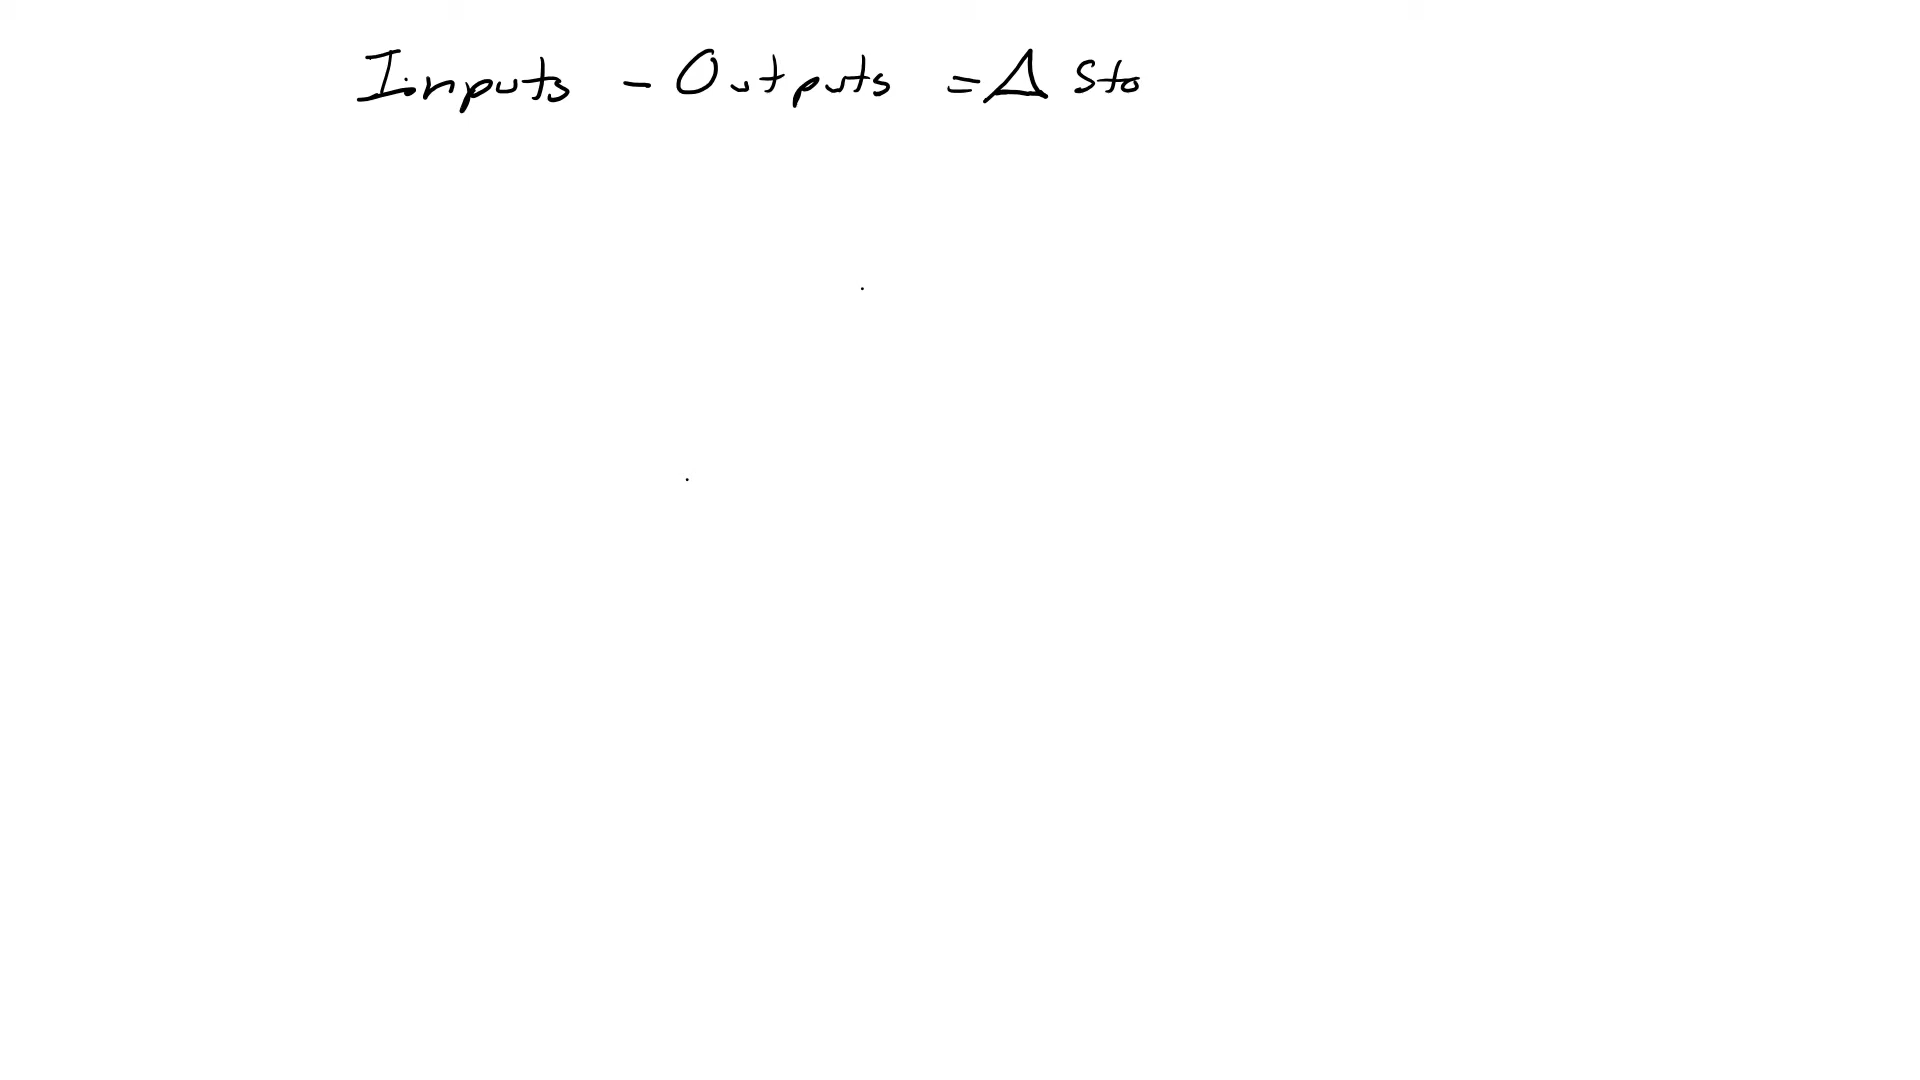 Inputs - Outputs = Δ Sto